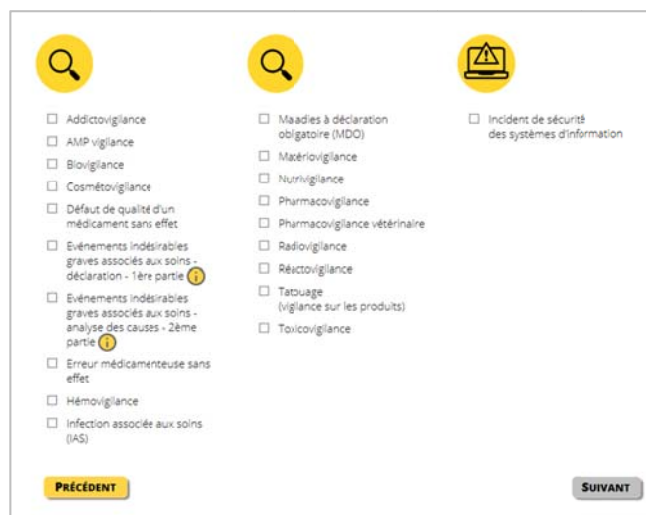 Addictovigilance
AMP vigilance
Biovigilance
Cosmétovigilance
Défaut de qualité d'un
médicament sans effet
Evénements indésirables
graves associés aux soins -
déclaration - 1ère partie
Evénements indésirables
graves associés aux soins -
analyse des causes - 2ème
partie
Erreur médicamenteuse sans
effet
Hémovigilance
Infection associée aux soins
(IAS)
Maladies à déclaration
obligatoire (MDO)
Matériovigilance
Nutrivigilance
Pharmacovigilance
Pharmacovigilance vétérinaire
Radiovigilance
Réactovigilance
Tatouage
(vigilance sur les produits)
Toxicovigilance
Incident de sécurité
des systèmes d'information
PRÉCÉDENT
SUIVANT